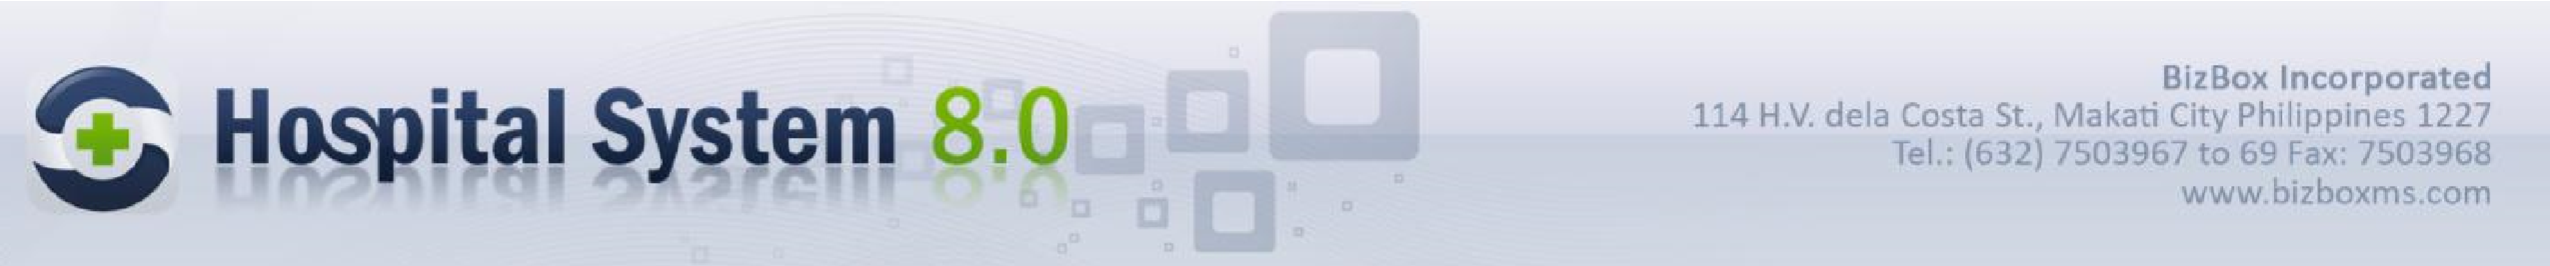 Hospital System 8.0
BizBox Incorporated
114 H.V. dela Costa St., Makati City Philippines 1227
Tel.: (632) 7503967 to 69 Fax: 7503968
www.bizboxms.com